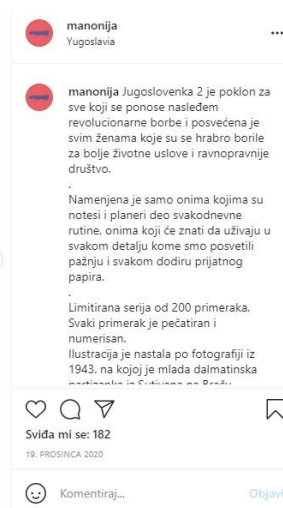 manonija
Yugoslavia
manonija Jugoslovenka 2 je poklon za
sve koji se ponose nasleđem
revolucionarne borbe i posvećena je
svim ženama koje su se hrabro borile
za bolje životne uslove i ravnopravnije
društvo.
.
Namenjena je samo onima kojima su
notesi i planeri deo svakodnevne
rutine, onima koji će znati da uživaju u
svakom detalju kome smo posvetili
pažnju i svakom dodiru prijatnog
papira.
.
Limitirana serija od 200 primeraka.
Svaki primerak je pečatiran i
numerisan.
Ilustracija je nastala po fotografiji iz
1943. na kojoj je mlada dalmatinska
partizanka iz Sutivana na Braču
Sviđa mi se: 182
19. PROSINCA 2020
Komentiraj...
Objavi